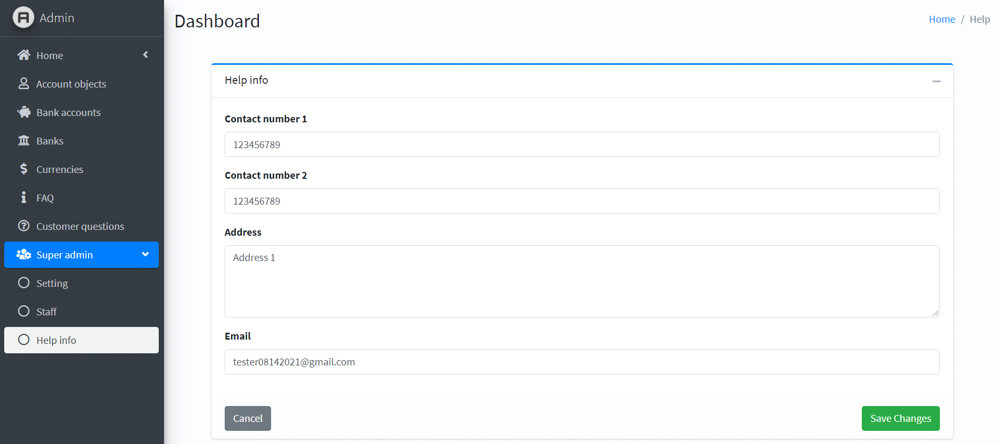 Admin
Home
Account objects
Bank accounts
Banks
Currencies
FAQ
Customer questions
Super admin
Setting
Staff
Help info
Dashboard
Home / Help
Help info
Contact number 1
123456789
Contact number 2
123456789
Address
Address 1
Email
tester08142021@gmail.com
Cancel
Save Changes